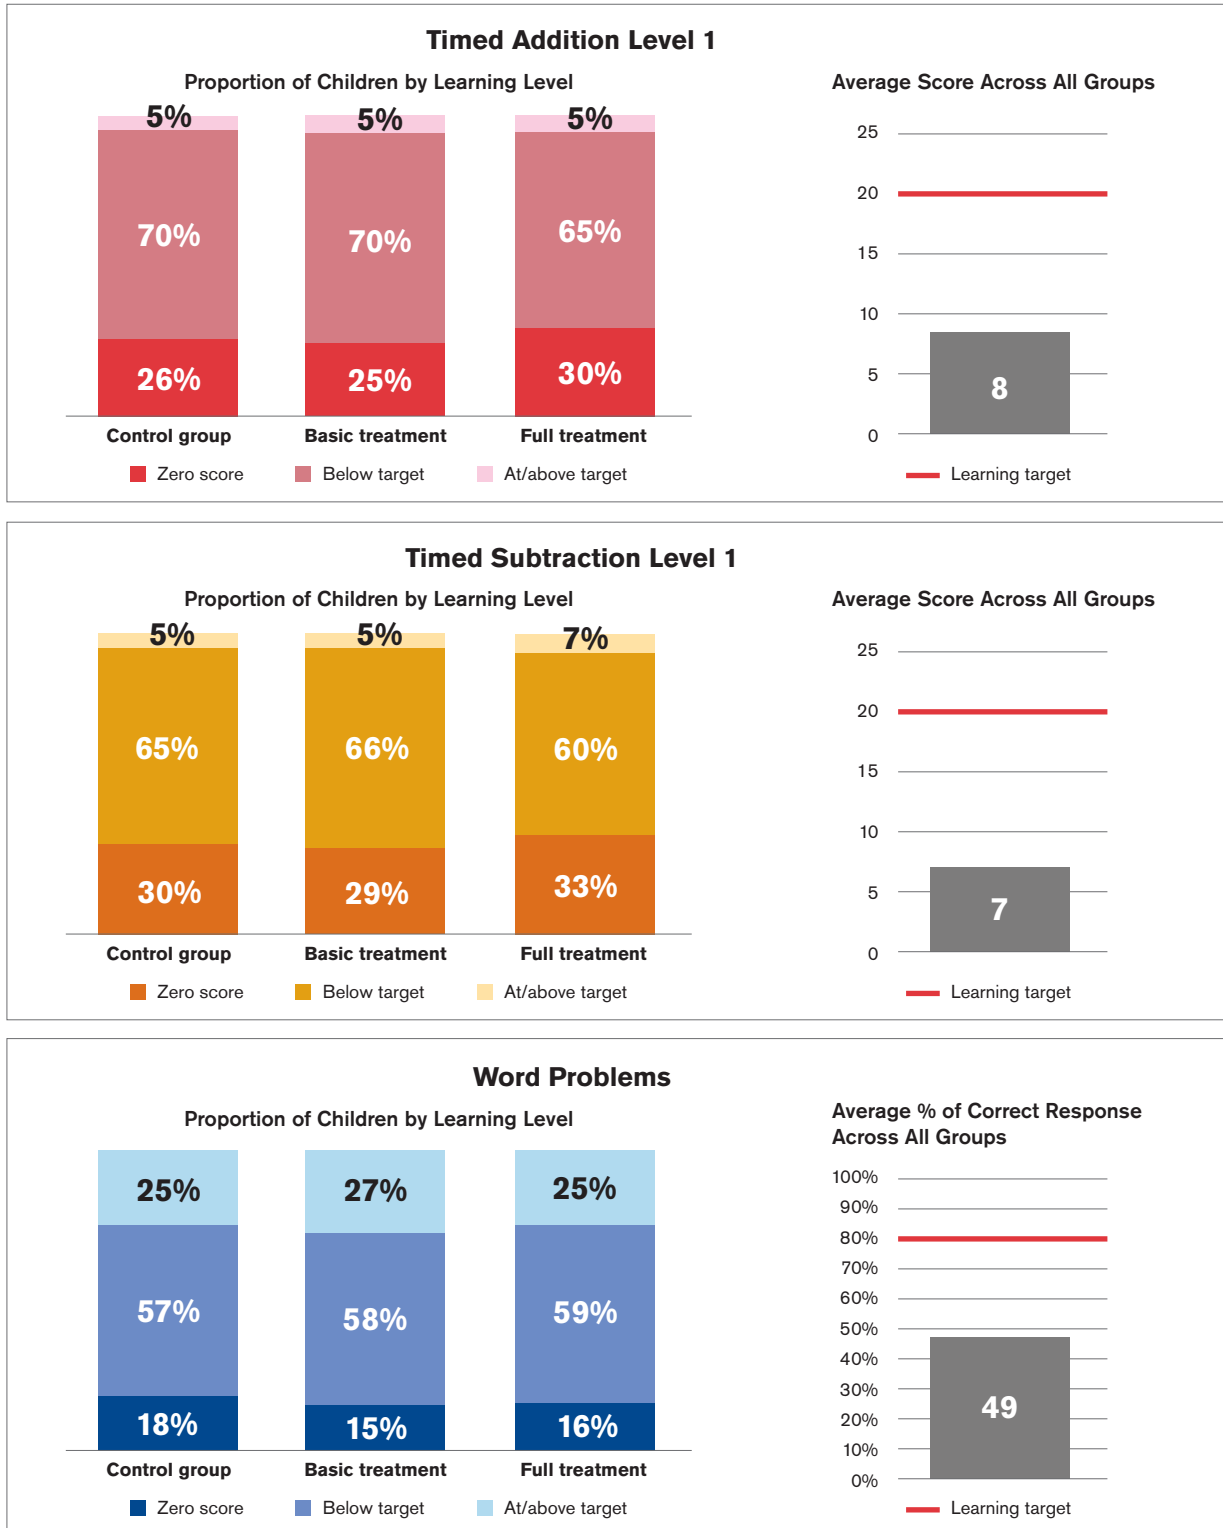 Timed Addition Level 1
Proportion of Children by Learning Level
5% 5% 5%
70% 70% 65%
26% 25% 30%
Control group Basic treatment Full treatment
Zero score Below target At/above target
Average Score Across All Groups
25
20
15
10
5
0
8
Learning target
Timed Subtraction Level 1
Proportion of Children by Learning Level
5% 5% 7%
65% 66% 60%
30% 29% 33%
Control group Basic treatment Full treatment
Zero score Below target At/above target
Average Score Across All Groups
25
20
15
10
5
0
7
Learning target
Word Problems
Proportion of Children by Learning Level
25% 27% 25%
57% 58% 59%
18% 15% 16%
Control group Basic treatment Full treatment
Zero score Below target At/above target
Average % of Correct Response
Across All Groups
100%
90%
80%
70%
60%
50%
40%
30%
20%
10%
0%
49
Learning target